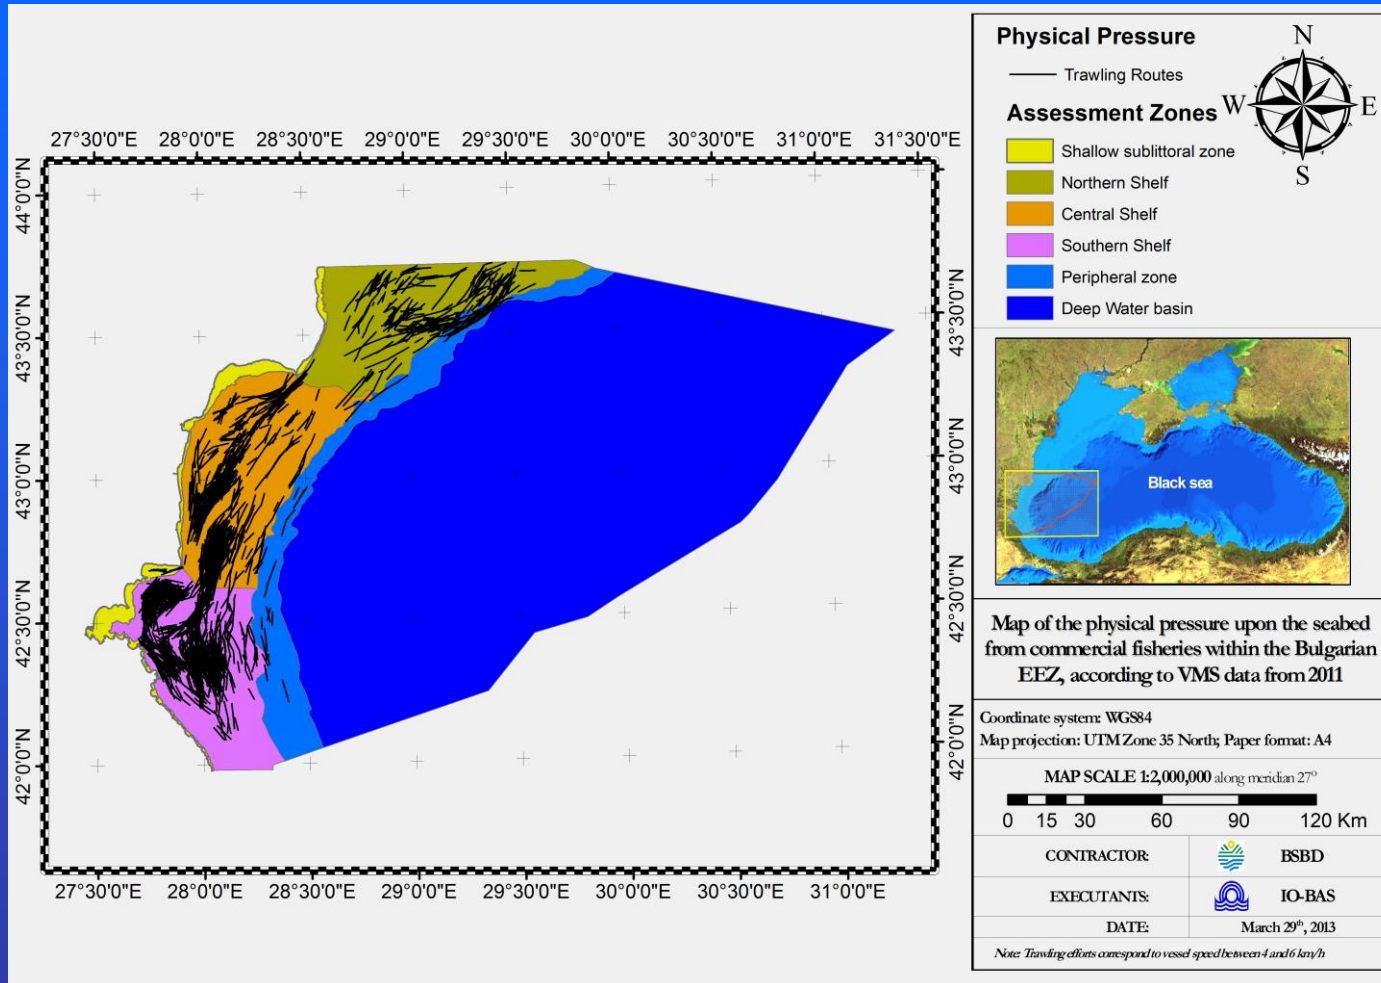 Physical Pressure
Trawling Routes
Assessment Zones
Shallow sublittoral zone
Northern Shelf
Central Shelf
Southern Shelf
Peripheral zone
Deep Water basin
N
W
E
S
27°30'0"E 28°0'0"E 28°30'0"E 29°0'0"E 29°30'0"E 30°0'0"E 30°30'0"E 31°0'0"E 31°30'0"E
44°0'0"N
43°30'0"N
43°0'0"N
42°30'0"N
42°0'0"N
43°30'0"N
43°0'0"N
42°30'0"N
42°0'0"N
27°30'0"E 28°0'0"E 28°30'0"E 29°0'0"E 29°30'0"E 30°0'0"E 30°30'0"E 31°0'0"E
Black sea
Map of the physical pressure upon the seabed
from commercial fisheries within the Bulgarian
EEZ, according to VMS data from 2011
Coordinate system: WGS84
Map projection: UTM Zone 35 North; Paper format: A4
MAP SCALE 1:2,000,000 along meridian 27°
0 15 30 60 90 120 Km
CONTRACTOR: BSBD
EXECUTANTS: IO-BAS
DATE: March 29th, 2013
Note: Trawling efforts correspond to vessel speed between 4 and 6 km/h